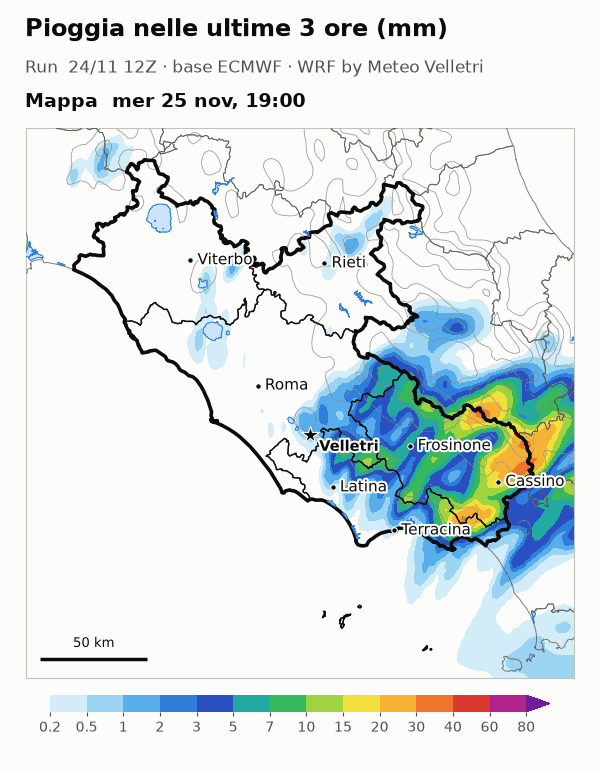 Pioggia nelle ultime 3 ore (mm)
Run  24/11 12Z · base ECMWF · WRF by Meteo Velletri
Mappa  mer 25 nov, 19:00
Viterbo
Rieti
Roma
Velletri
Frosinone
Latina
Cassino
Terracina
50 km
0.2 0.5 1 2 3 5 7 10 15 20 30 40 60 80